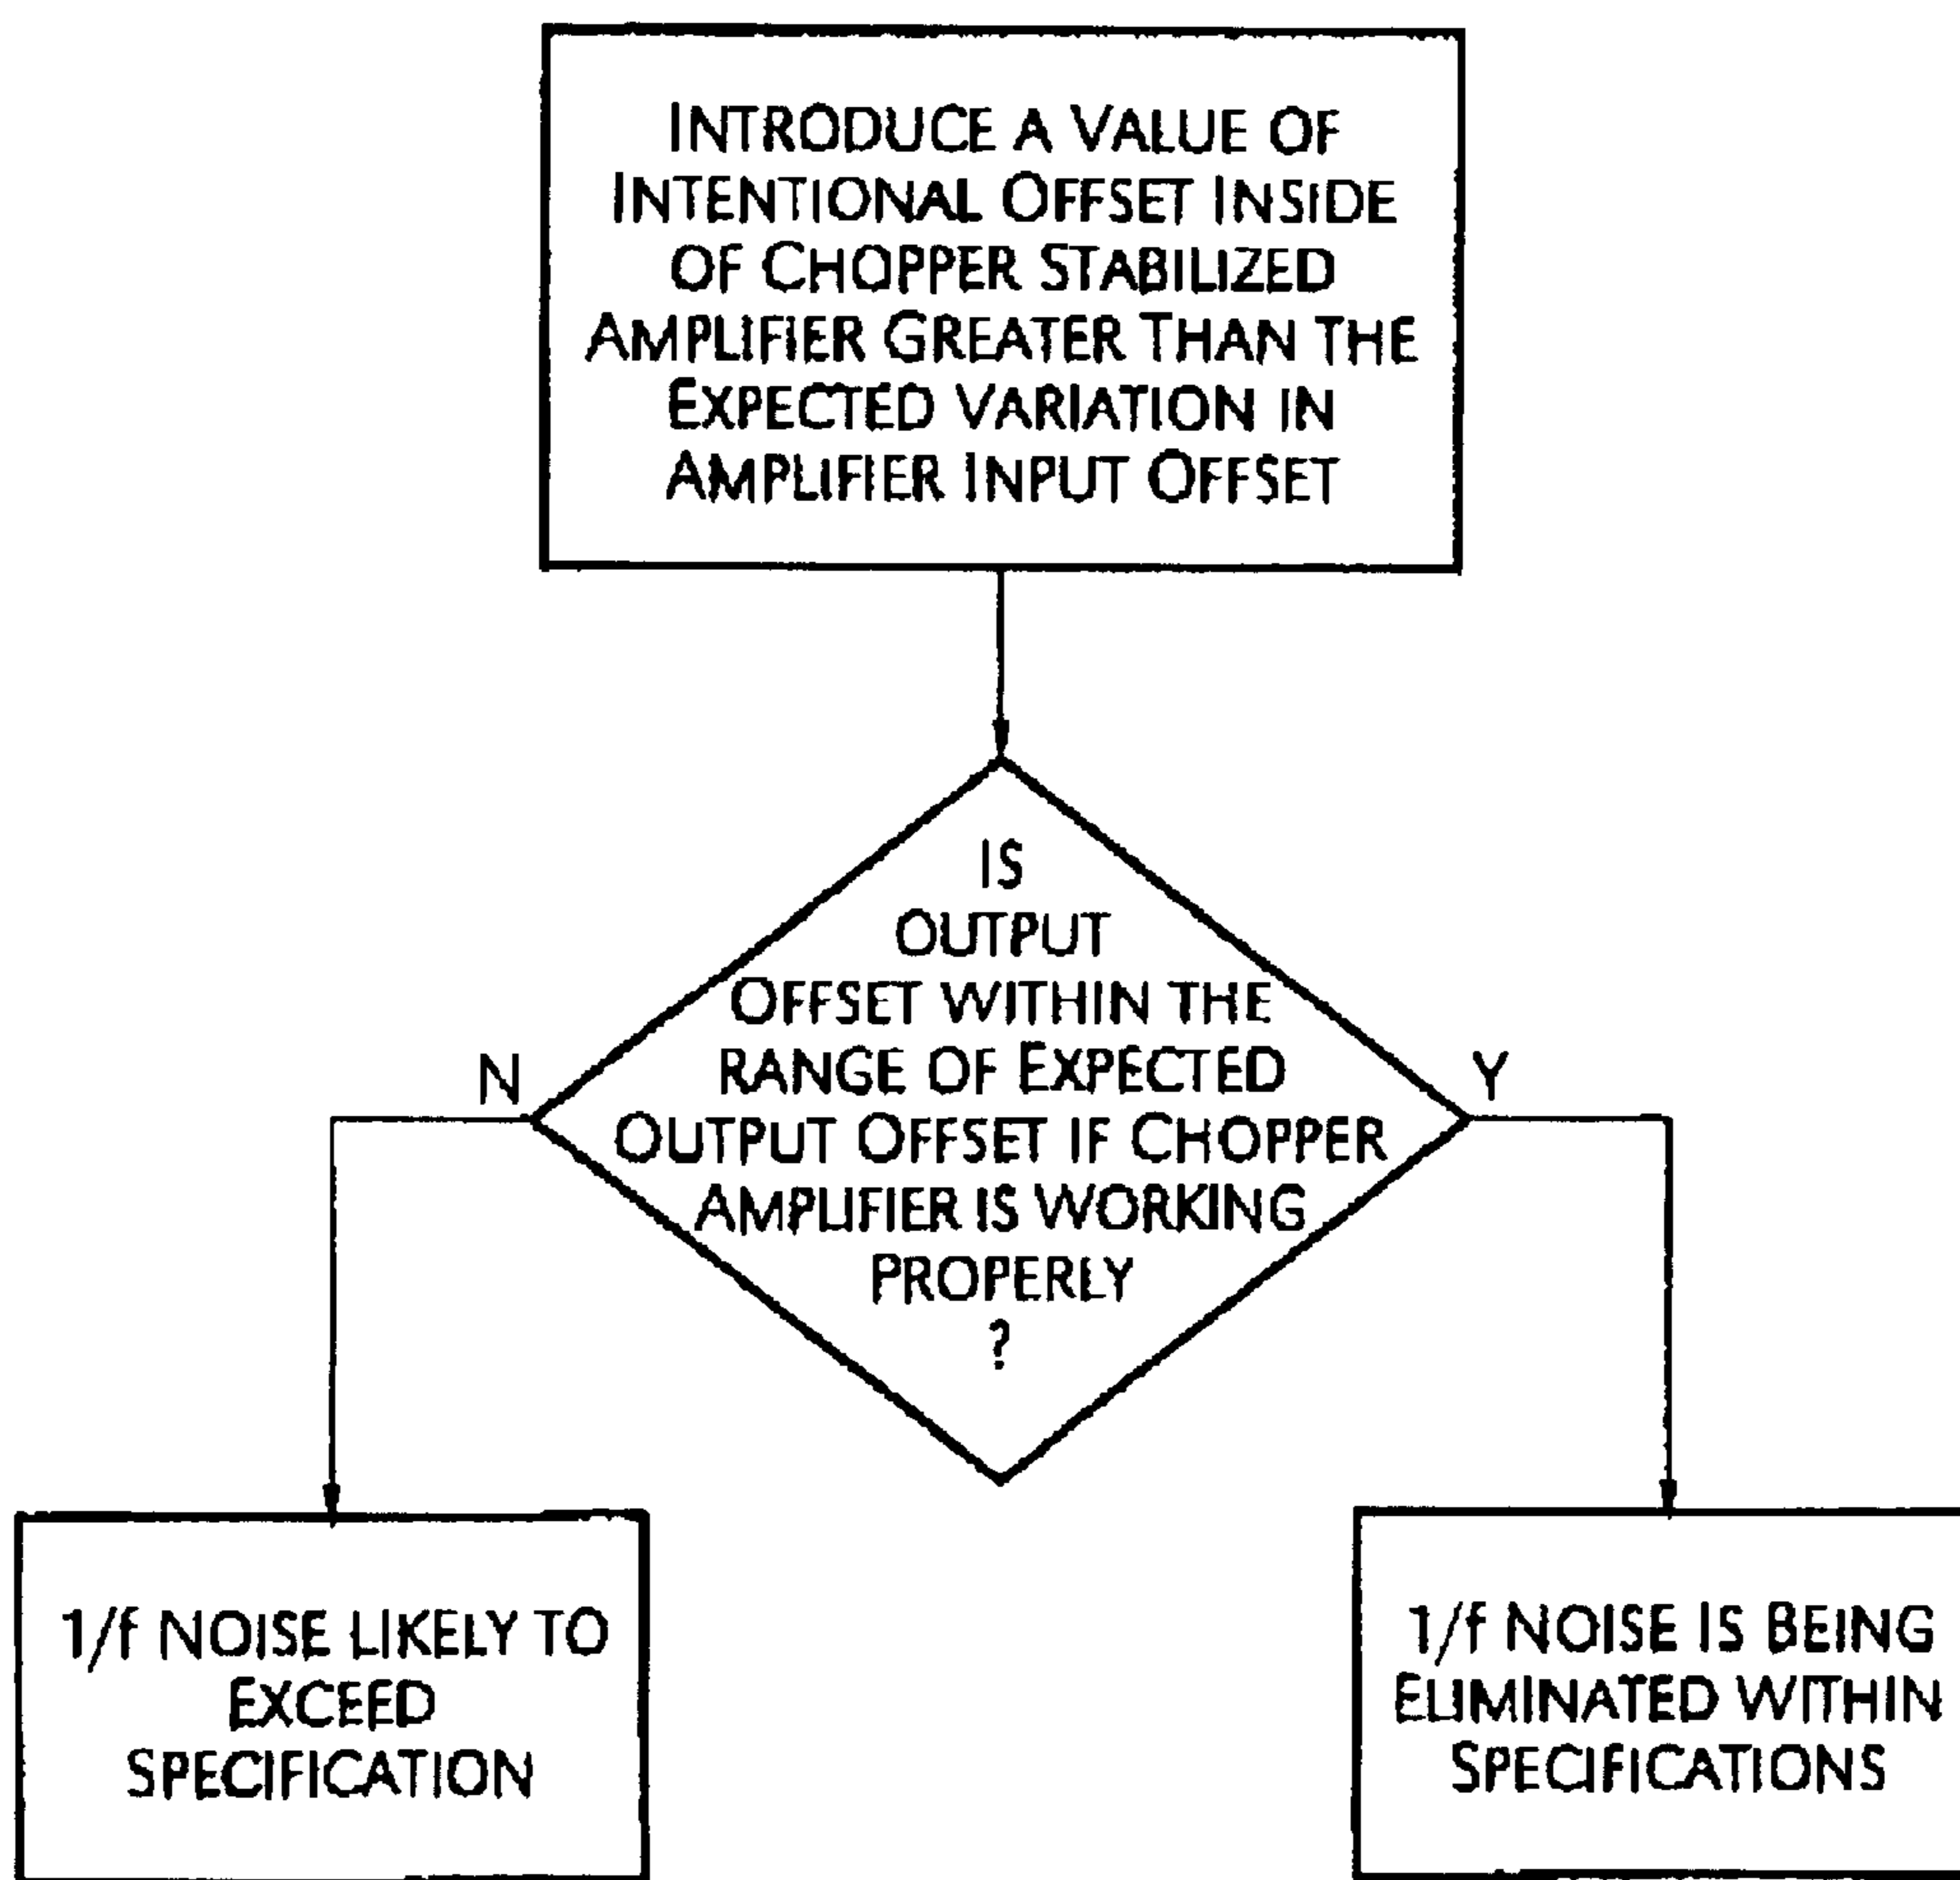 INTRODUCE A VALUE OF
INTENTIONAL OFFSET INSIDE
OF CHOPPER STABILIZED
AMPLIFIER GREATER THAN THE
EXPECTED VARIATION IN
AMPLIFIER INPUT OFFSET
IS
OUTPUT
OFFSET WITHIN THE
RANGE OF EXPECTED
OUTPUT OFFSET IF CHOPPER
AMPLIFIER IS WORKING
PROPERLY
?
N
Y
1/f NOISE LIKELY TO
EXCEED
SPECIFICATION
1/f NOISE IS BEING
ELIMINATED WITHIN
SPECIFICATIONS